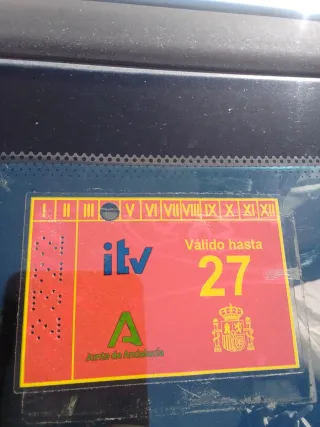 I II III V VI VII VIII IX X XI XII
itv
Válido hasta
27
Junta de Andalucía